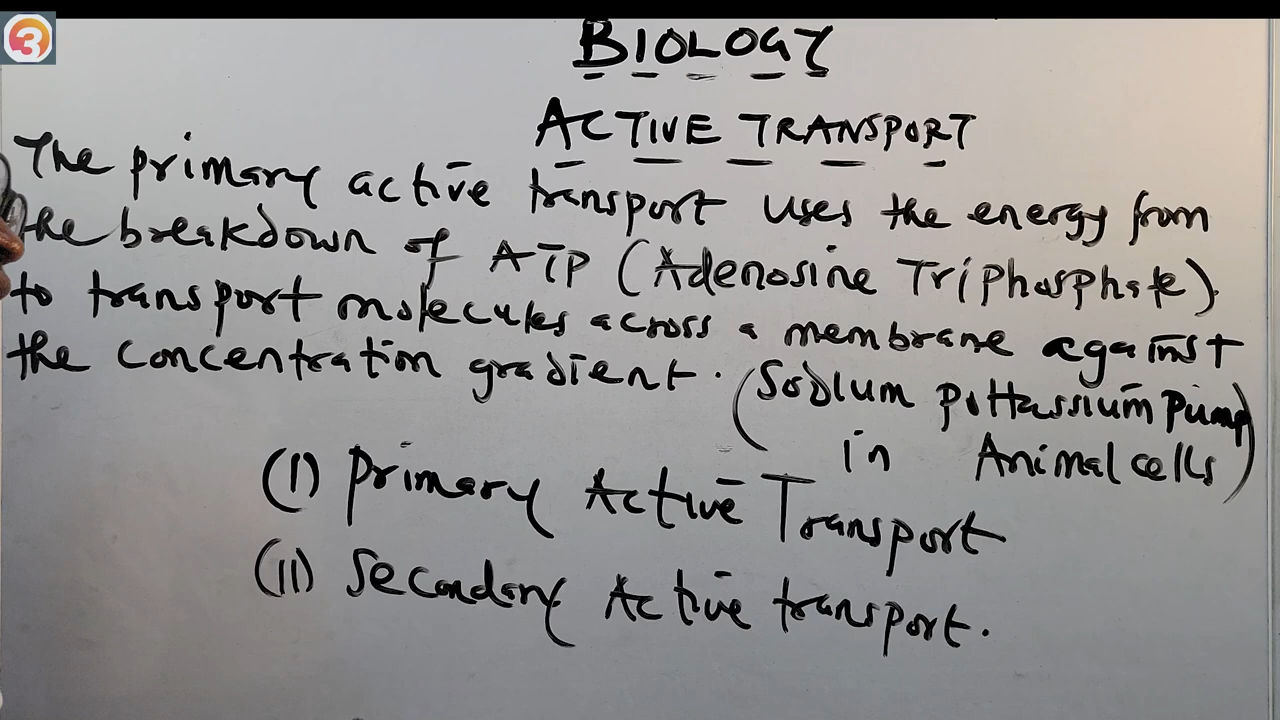 3
BIOLOGY
ACTIVE TRANSPORT
The primary active transport uses the energy from
the breakdown of ATP (Adenosine Triphosphate)
to transport molecules across a membrane against
the concentration gradient. (Sodium pottassium pump
in Animal cells)
(I) Primary Active Transport
(II) Secondary Active transport.